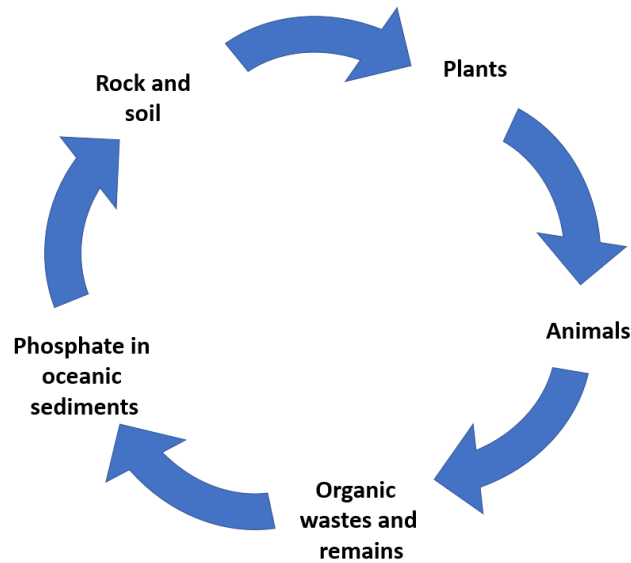 Rock and
soil
Plants
Animals
Organic
wastes and
remains
Phosphate in
oceanic
sediments